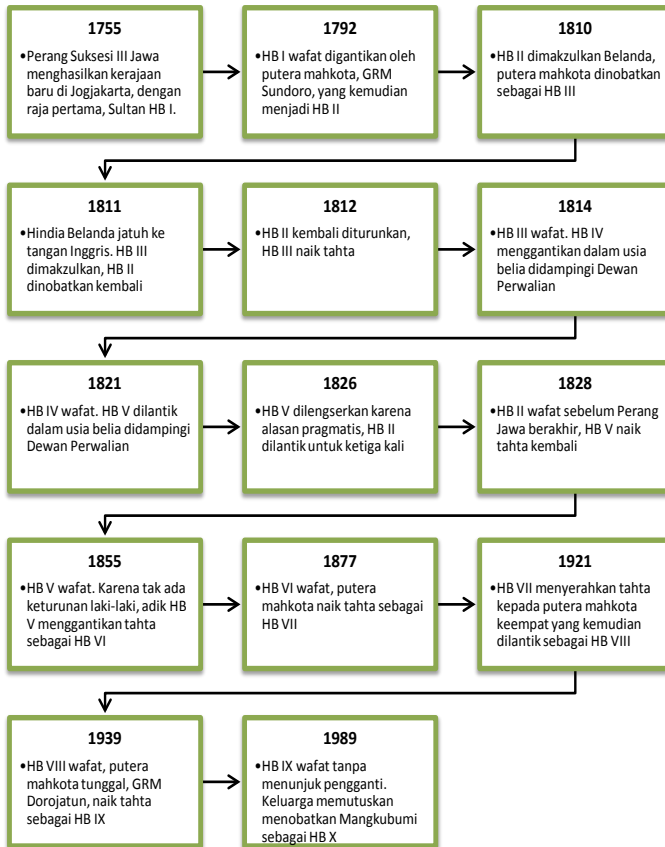 1755
•Perang Suksesi III Jawa
menghasilkan kerajaan
baru di Jogjakarta, dengan
raja pertama, Sultan HB I.
1792
•HB I wafat digantikan oleh
putera mahkota, GRM
Sundoro, yang kemudian
menjadi HB II
1810
•HB II dimakzulkan Belanda,
putera mahkota dinobatkan
sebagai HB III
1811
•Hindia Belanda jatuh ke
tangan Inggris. HB III
dimakzulkan, HB II
dinobatkan kembali
1812
•HB II kembali diturunkan,
HB III naik tahta
1814
•HB III wafat. HB IV
menggantikan dalam usia
belia didampingi Dewan
Perwalian
1821
•HB IV wafat. HB V dilantik
dalam usia belia didampingi
Dewan Perwalian
1826
•HB V dilengserkan karena
alasan pragmatis, HB II
dilantik untuk ketiga kali
1828
•HB II wafat sebelum Perang
Jawa berakhir, HB V naik
tahta kembali
1855
•HB V wafat. Karena tak ada
keturunan laki-laki, adik HB
V menggantikan tahta
sebagai HB VI
1877
•HB VI wafat, putera
mahkota naik tahta sebagai
HB VII
1921
•HB VII menyerahkan tahta
kepada putera mahkota
keempat yang kemudian
dilantik sebagai HB VIII
1939
•HB VIII wafat, putera
mahkota tunggal, GRM
Dorojatun, naik tahta
sebagai HB IX
1989
•HB IX wafat tanpa
menunjuk pengganti.
Keluarga memutuskan
menobatkan Mangkubumi
sebagai HB X